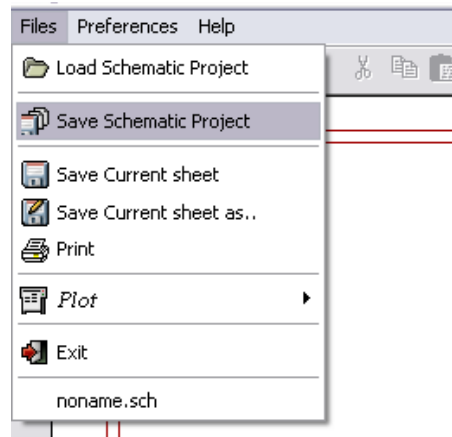 Files Preferences Help
Load Schematic Project
Save Schematic Project
Save Current sheet
Save Current sheet as..
Print
Plot
Exit
noname.sch